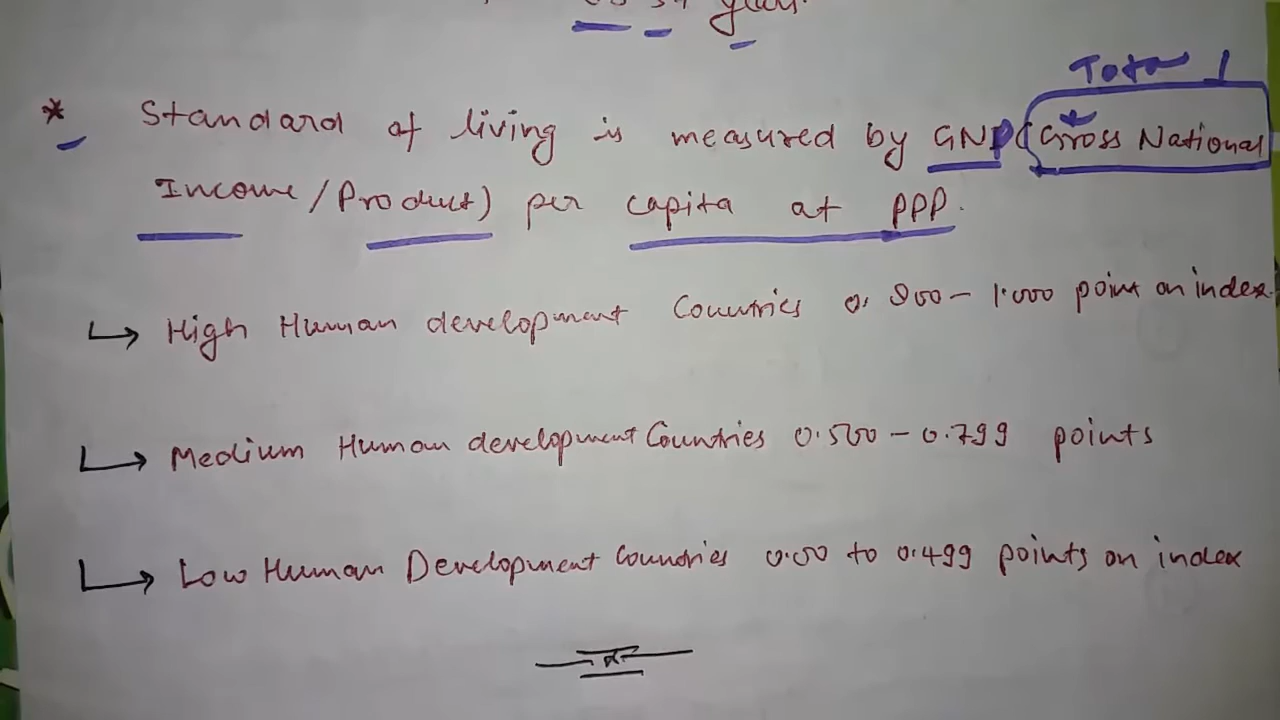 years.
Total
* Standard of living is measured by GNP (Gross National
Income/Product) per capita at PPP.
High Human development Countries 0.800 - 1.000 point on index.
Medium Human development Countries 0.500 - 0.799 points
Low Human Development Countries 0.00 to 0.499 points on index